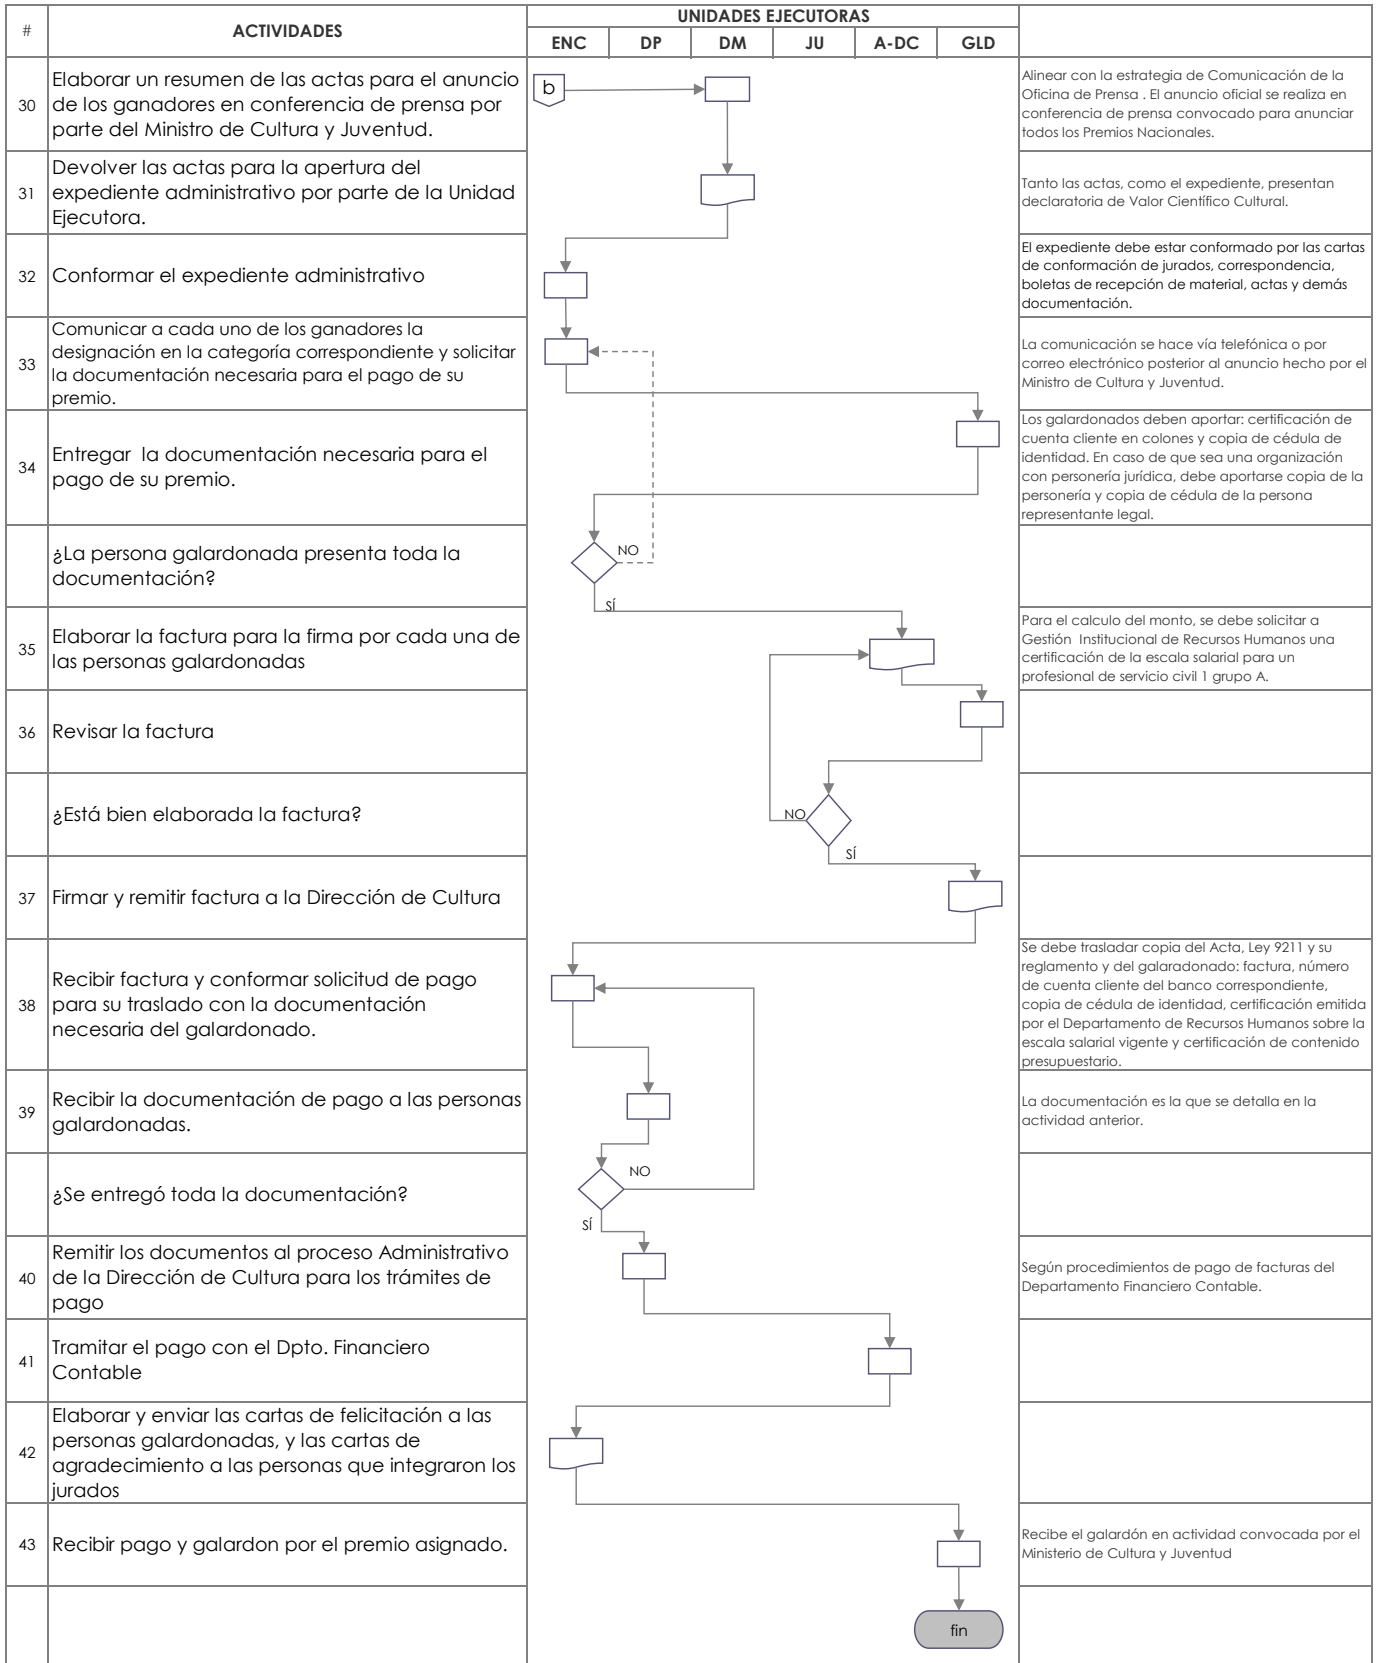 #
ACTIVIDADES
UNIDADES EJECUTORAS
ENC DP DM JU A-DC GLD
30
Elaborar un resumen de las actas para el anuncio
de los ganadores en conferencia de prensa por
parte del Ministro de Cultura y Juventud.
b
Alinear con la estrategia de Comunicación de la
Oficina de Prensa . El anuncio oficial se realiza en
conferencia de prensa convocado para anunciar
todos los Premios Nacionales.
31
Devolver las actas para la apertura del
expediente administrativo por parte de la Unidad
Ejecutora.
Tanto las actas, como el expediente, presentan
declaratoria de Valor Científico Cultural.
32
Conformar el expediente administrativo
El expediente debe estar conformado por las cartas
de conformación de jurados, correspondencia,
boletas de recepción de material, actas y demás
documentación.
33
Comunicar a cada uno de los ganadores la
designación en la categoría correspondiente y solicitar
la documentación necesaria para el pago de su
premio.
La comunicación se hace vía telefónica o por
correo electrónico posterior al anuncio hecho por el
Ministro de Cultura y Juventud.
34
Entregar la documentación necesaria para el
pago de su premio.
Los galardonados deben aportar: certificación de
cuenta cliente en colones y copia de cédula de
identidad. En caso de que sea una organización
con personería jurídica, debe aportarse copia de la
personería y copia de cédula de la persona
representante legal.
¿La persona galardonada presenta toda la
documentación?
NO
SÍ
35
Elaborar la factura para la firma por cada una de
las personas galardonadas
Para el calculo del monto, se debe solicitar a
Gestión Institucional de Recursos Humanos una
certificación de la escala salarial para un
profesional de servicio civil 1 grupo A.
36
Revisar la factura
¿Está bien elaborada la factura?
NO
SÍ
37
Firmar y remitir factura a la Dirección de Cultura
38
Recibir factura y conformar solicitud de pago
para su traslado con la documentación
necesaria del galardonado.
Se debe trasladar copia del Acta, Ley 9211 y su
reglamento y del galaradonado: factura, número
de cuenta cliente del banco correspondiente,
copia de cédula de identidad, certificación emitida
por el Departamento de Recursos Humanos sobre la
escala salarial vigente y certificación de contenido
presupuestario.
39
Recibir la documentación de pago a las personas
galardonadas.
La documentación es la que se detalla en la
actividad anterior.
¿Se entregó toda la documentación?
NO
SÍ
40
Remitir los documentos al proceso Administrativo
de la Dirección de Cultura para los trámites de
pago
Según procedimientos de pago de facturas del
Departamento Financiero Contable.
41
Tramitar el pago con el Dpto. Financiero
Contable
42
Elaborar y enviar las cartas de felicitación a las
personas galardonadas, y las cartas de
agradecimiento a las personas que integraron los
jurados
43
Recibir pago y galardon por el premio asignado.
Recibe el galardón en actividad convocada por el
Ministerio de Cultura y Juventud
fin